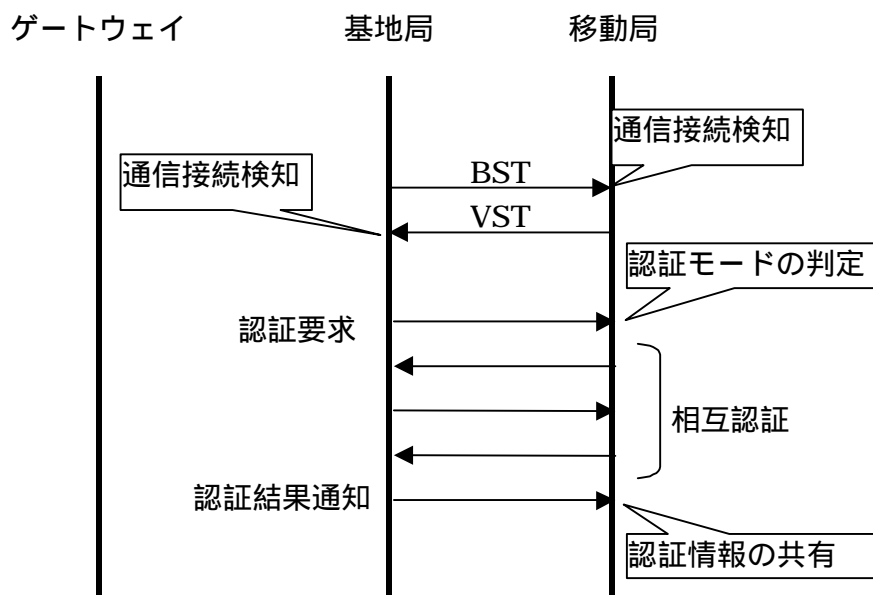 ゲートウェイ
基地局
移動局
通信接続検知
通信接続検知
BST
VST
認証モードの判定
認証要求
相互認証
認証結果通知
認証情報の共有